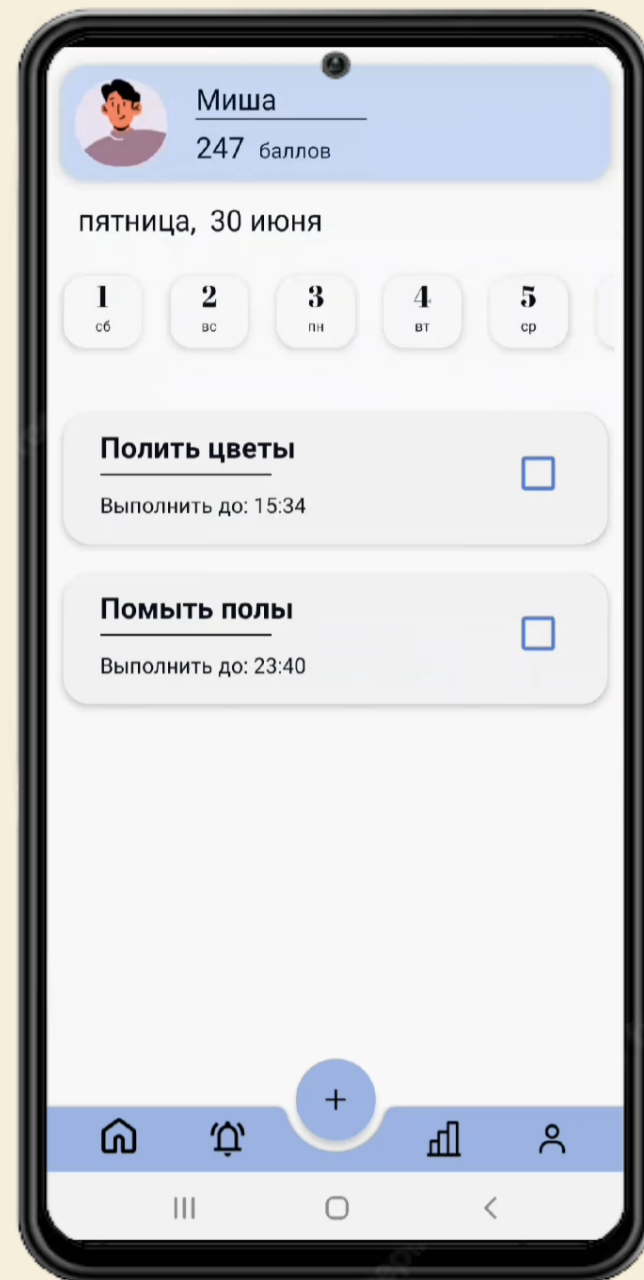 Миша
247 баллов
пятница, 30 июня
1 2 3 4 5
сб вс пн вт ср
Полить цветы
Выполнить до: 15:34
Помыть полы
Выполнить до: 23:40
+